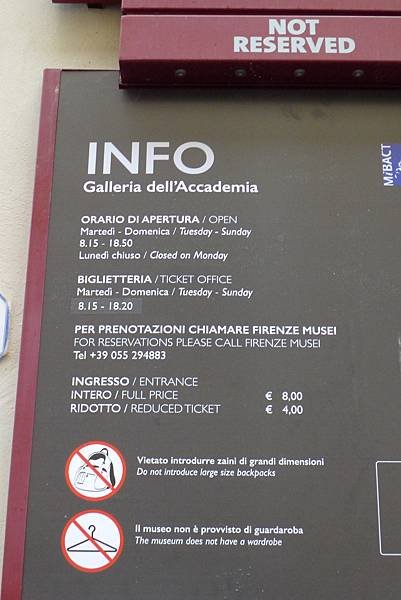 NOT
RESERVED
INFO
Galleria dell'Accademia
MiBACT
ORARIO DI APERTURA / OPEN
Martedì - Domenica / Tuesday - Sunday
8.15 - 18.50
Lunedì chiuso / Closed on Monday
BIGLIETTERIA / TICKET OFFICE
Martedì - Domenica / Tuesday - Sunday
8.15 - 18.20
PER PRENOTAZIONI CHIAMARE FIRENZE MUSEI
FOR RESERVATIONS PLEASE CALL FIRENZE MUSEI
Tel +39 055 294883
INGRESSO / ENTRANCE
INTERO / FULL PRICE € 8,00
RIDOTTO / REDUCED TICKET € 4,00
Vietato introdurre zaini di grandi dimensioni
Do not introduce large size backpacks
Il museo non è provvisto di guardaroba
The museum does not have a wardrobe